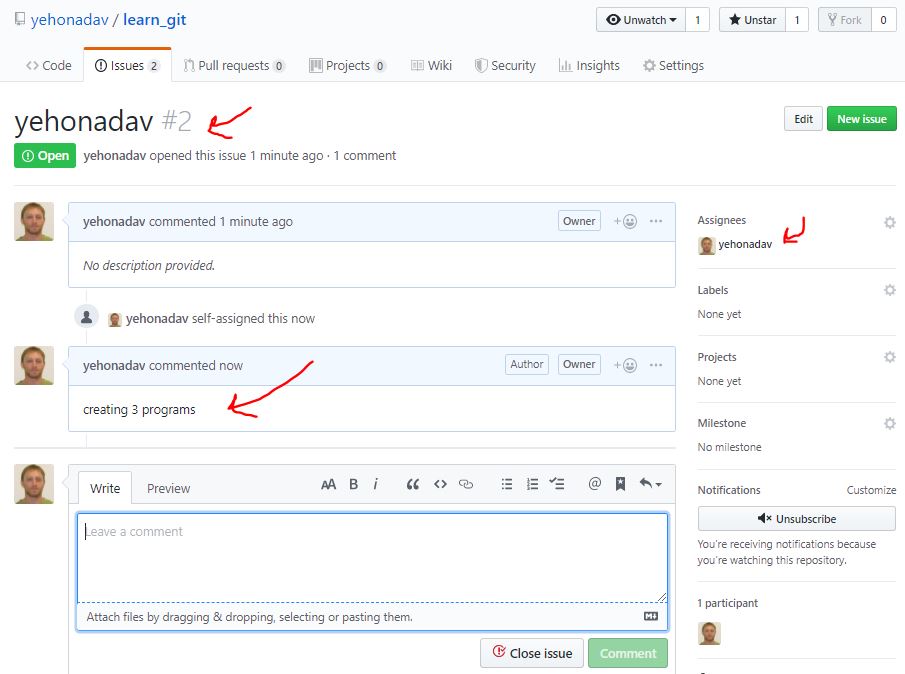 yehonadav / learn_git
Unwatch 1 Unstar 1 Fork 0
Code Issues 2 Pull requests 0 Projects 0 Wiki Security Insights Settings
yehonadav #2
Edit New issue
Open yehonadav opened this issue 1 minute ago · 1 comment
yehonadav commented 1 minute ago Owner
No description provided.
yehonadav self-assigned this now
yehonadav commented now Author Owner
creating 3 programs
Write Preview AA B i
Leave a comment
Attach files by dragging & dropping, selecting or pasting them.
Close issue Comment
Assignees
yehonadav
Labels
None yet
Projects
None yet
Milestone
No milestone
Notifications Customize
Unsubscribe
You're receiving notifications because
you're watching this repository.
1 participant